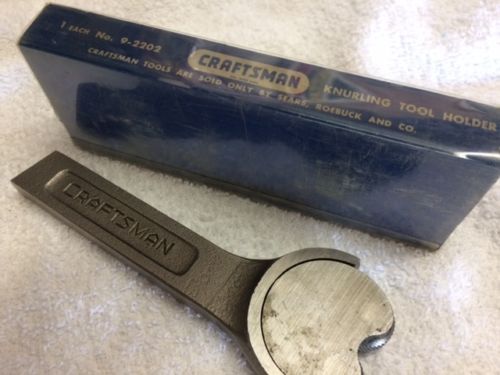 1 EACH No. 9-2202 CRAFTSMAN KNURLING TOOL HOLDER
CRAFTSMAN TOOLS ARE SOLD ONLY BY SEARS, ROEBUCK AND CO.
CRAFTSMAN